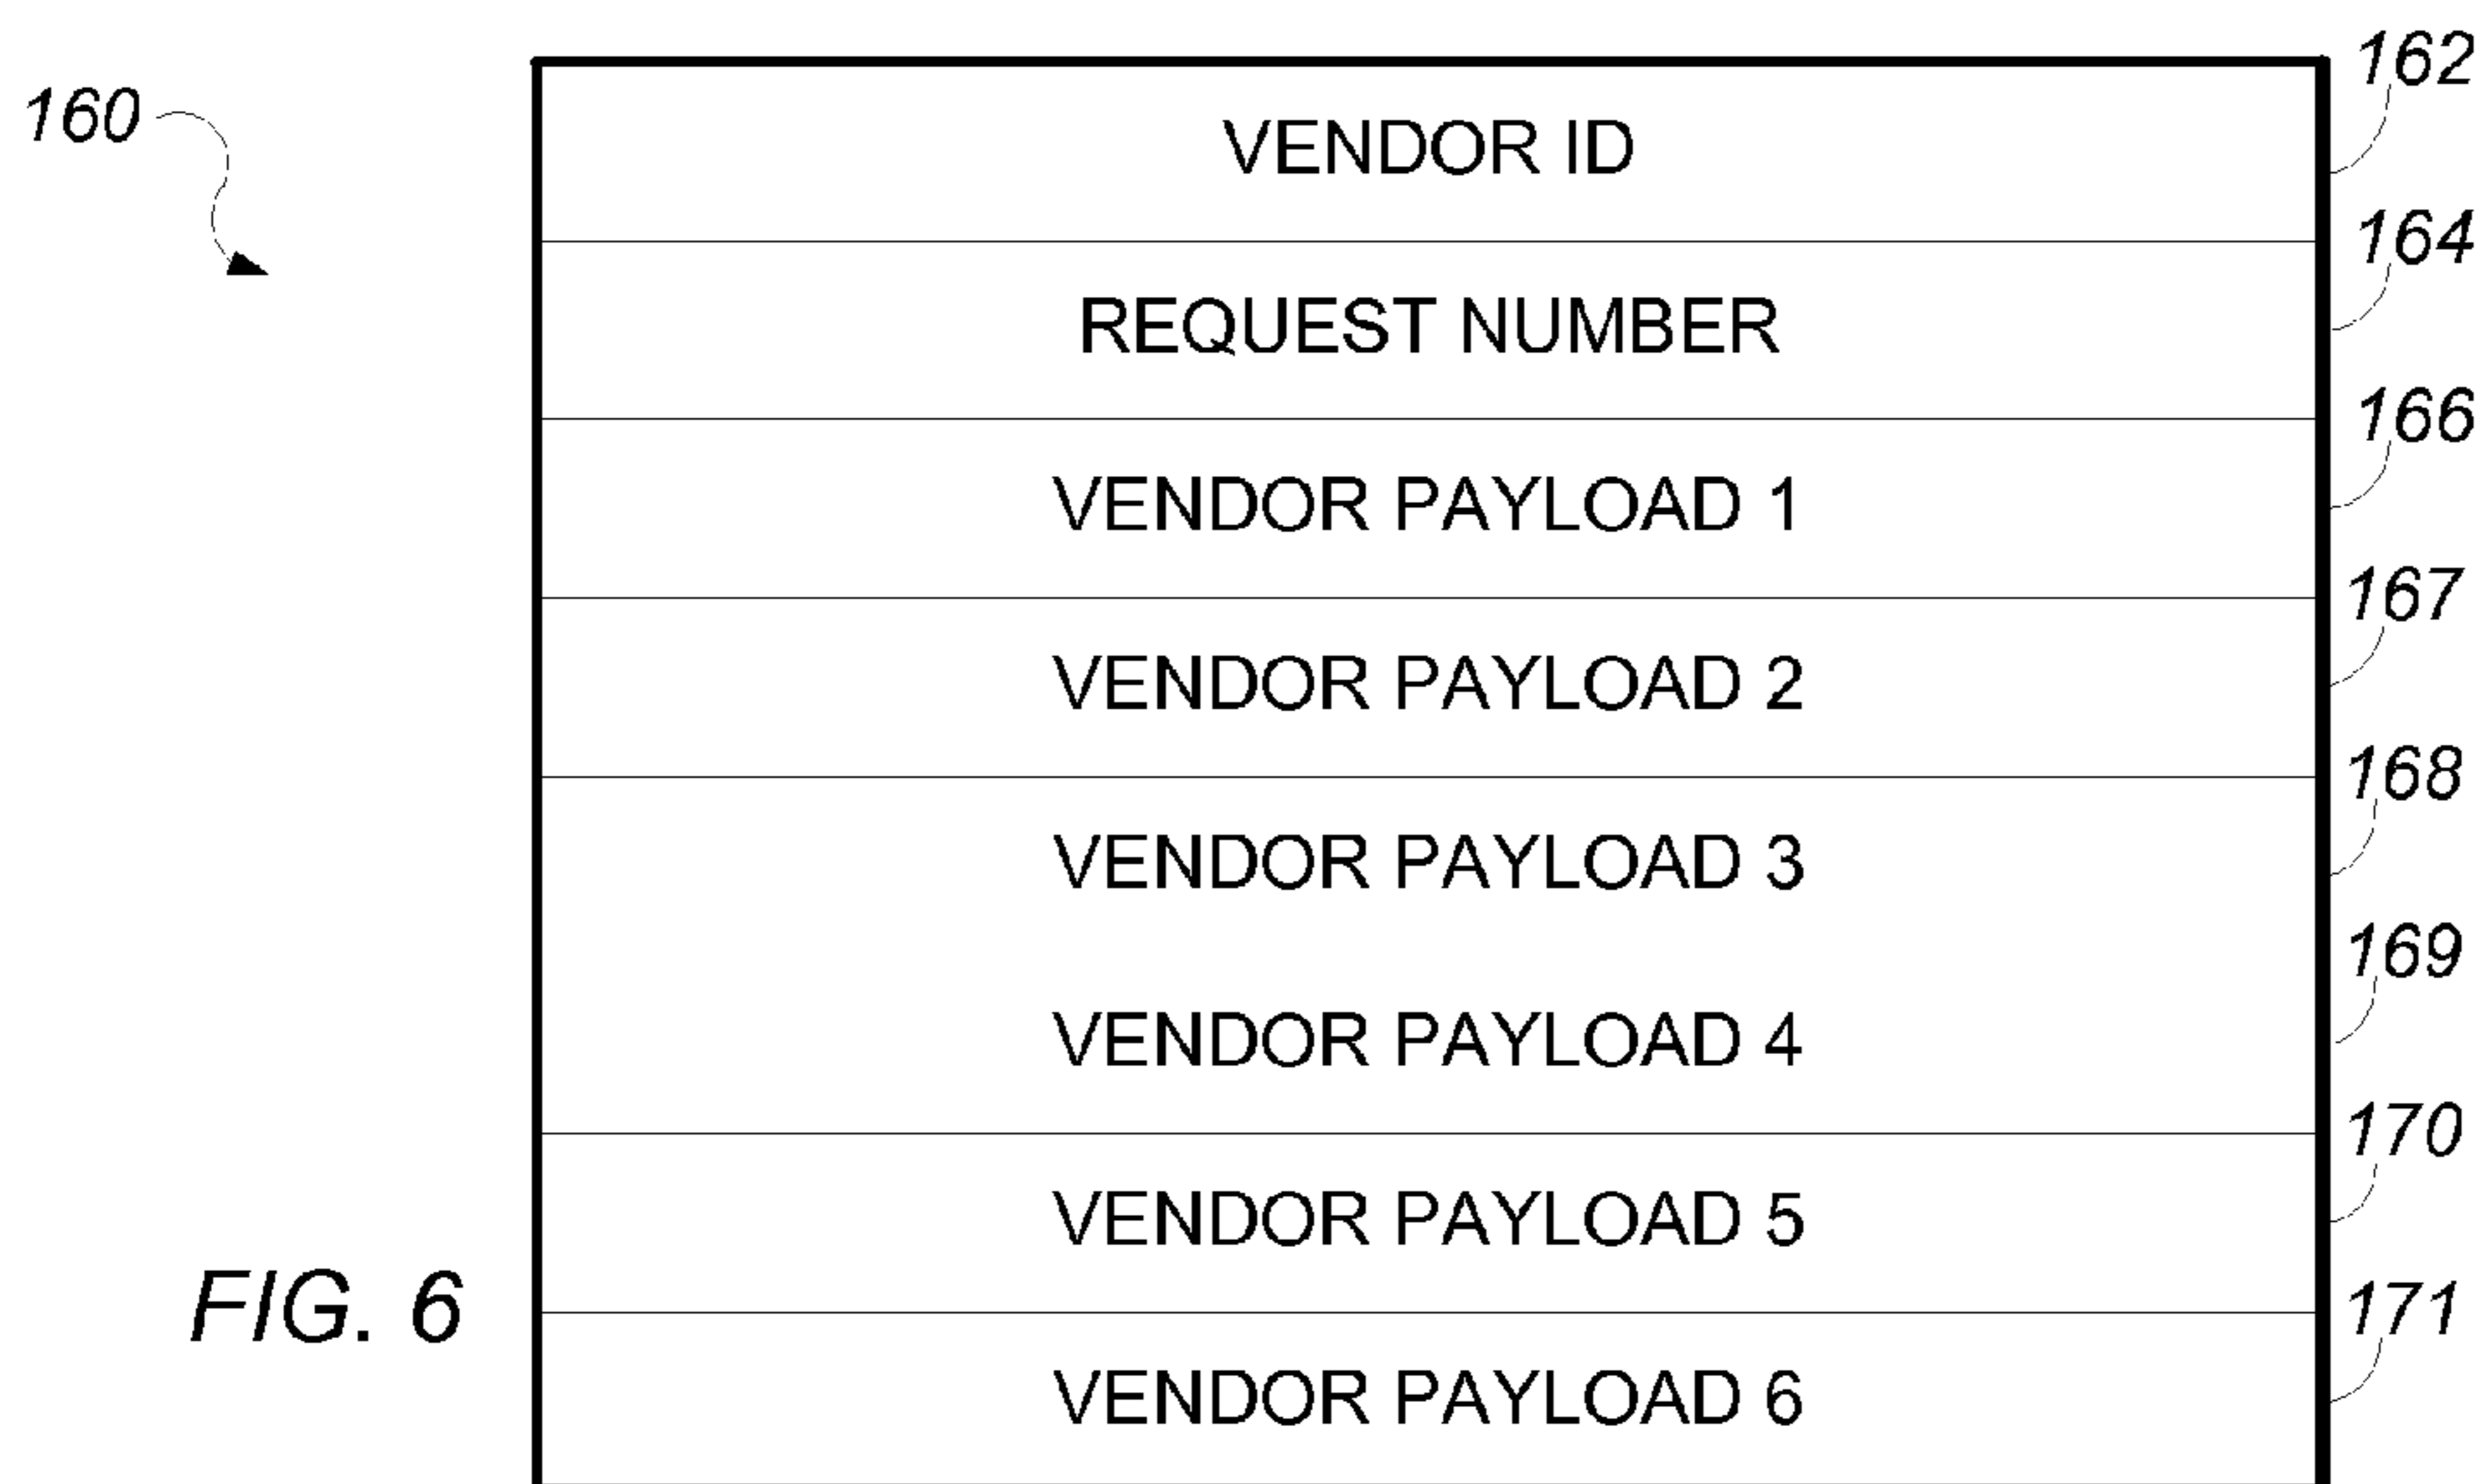 162
160
VENDOR ID
164
REQUEST NUMBER
166
VENDOR PAYLOAD 1
167
VENDOR PAYLOAD 2
168
VENDOR PAYLOAD 3
169
VENDOR PAYLOAD 4
170
VENDOR PAYLOAD 5
FIG. 6
171
VENDOR PAYLOAD 6